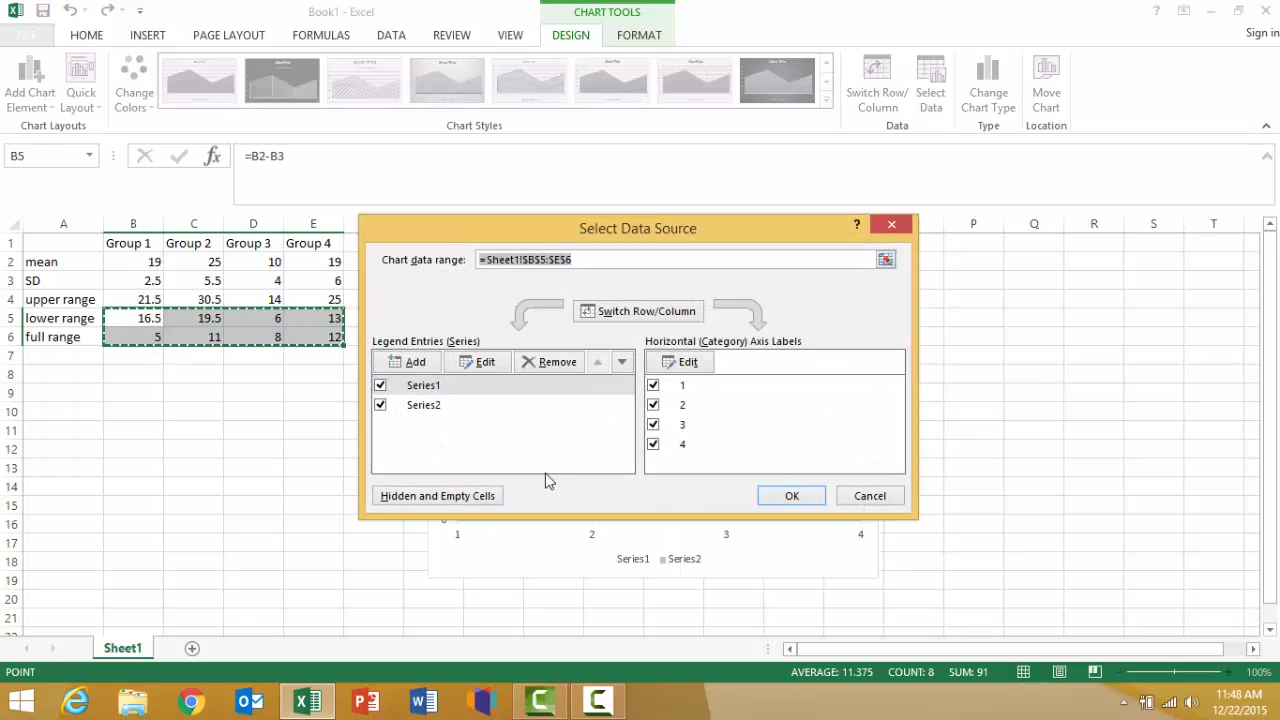 Book1 - Excel
CHART TOOLS
HOME INSERT PAGE LAYOUT FORMULAS DATA REVIEW VIEW DESIGN FORMAT
Sign in
Add Chart Element
Quick Layout
Change Colors
Switch Row/ Column
Select Data
Change Chart Type
Move Chart
Chart Layouts
Chart Styles
Data
Type
Location
B5
fx
=B2-B3
A B C D E P Q R S T
1 Group 1 Group 2 Group 3 Group 4
2 mean 19 25 10 19
3 SD 2.5 5.5 4 6
4 upper range 21.5 30.5 14 25
5 lower range 16.5 19.5 6 13
6 full range 5 11 8 12
7
8
9
10
11
12
13
14
15
16
17
18
19
20
21
Select Data Source
?
Chart data range: =Sheet1!$B$5:$E$6
Switch Row/Column
Legend Entries (Series)
Horizontal (Category) Axis Labels
Add Edit Remove
Edit
Series1
Series2
1
2
3
4
Hidden and Empty Cells
OK
Cancel
1 2 3 4
Series1 Series2
Sheet1
POINT
AVERAGE: 11.375 COUNT: 8 SUM: 91
100%
11:48 AM
12/22/2015